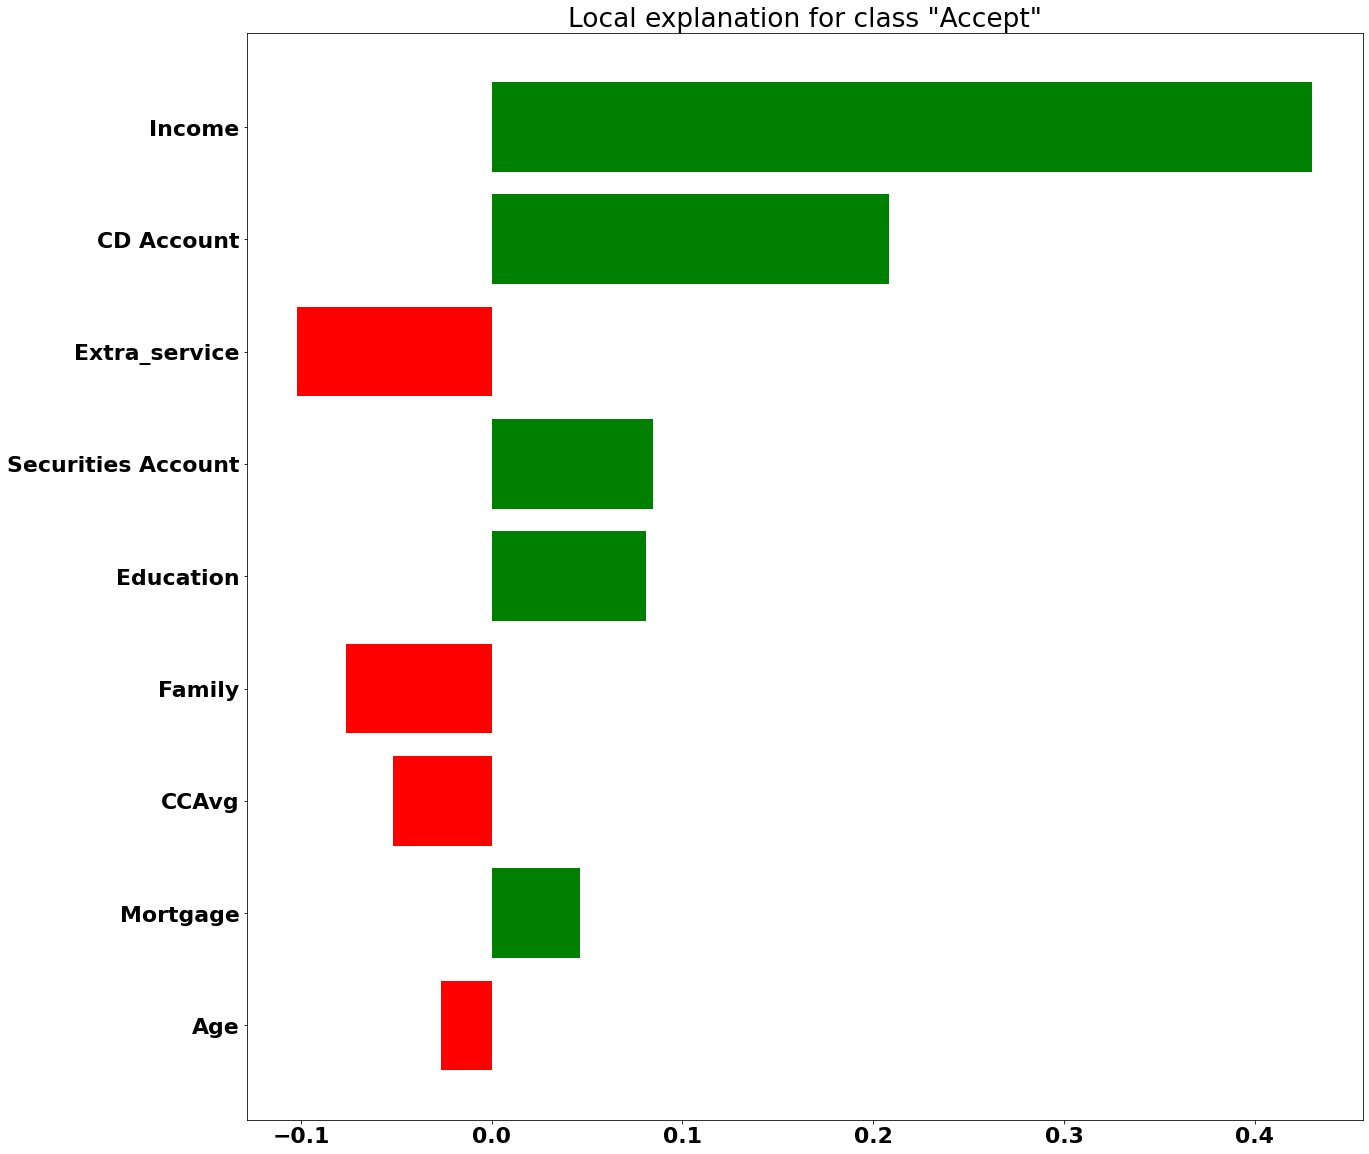 Local explanation for class "Accept"
Income
CD Account
Extra_service
Securities Account
Education
Family
CCAvg
Mortgage
Age
−0.1 0.0 0.1 0.2 0.3 0.4